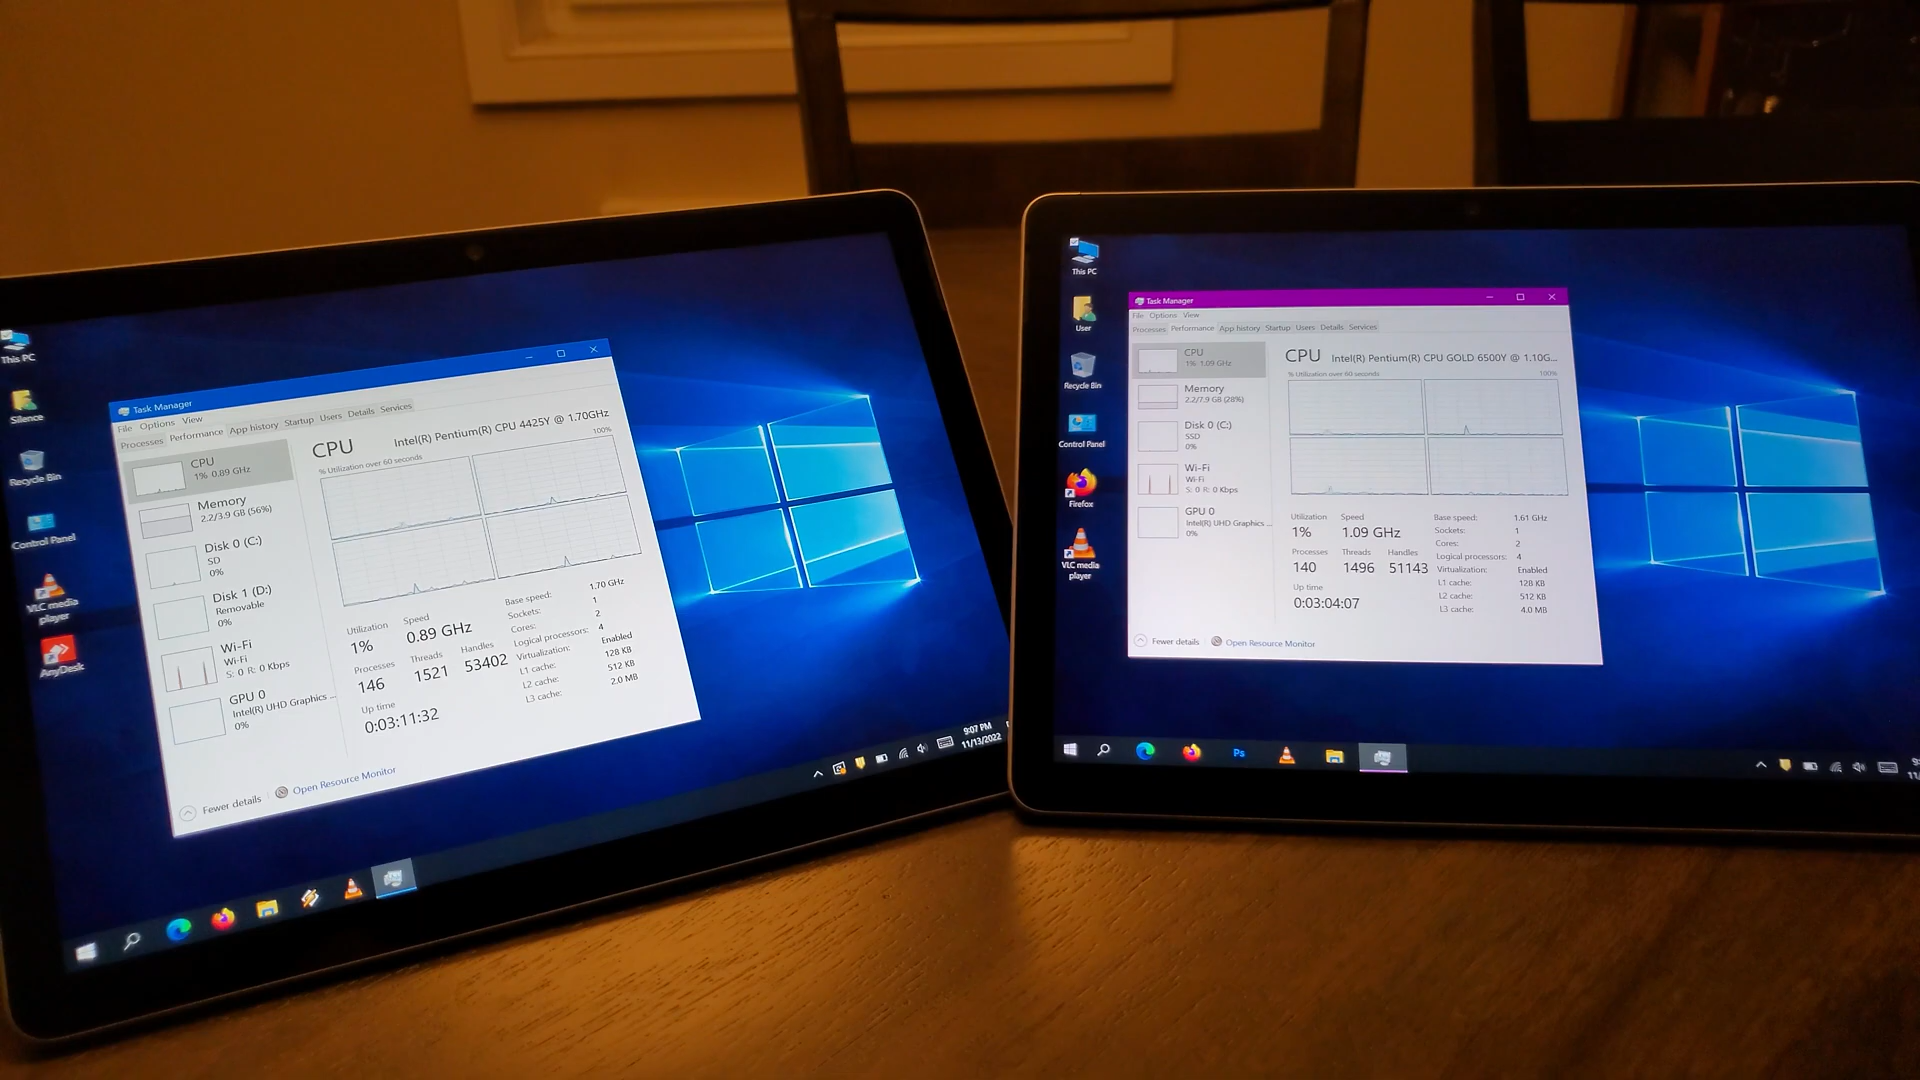 This PC
Silence
Recycle Bin
Control Panel
VLC media
player
AnyDesk
Task Manager
File Options View
Processes Performance App history Startup Users Details Services
CPU
1% 0.89 GHz
Memory
2.2/3.9 GB (56%)
Disk 0 (C:)
SD
0%
Disk 1 (D:)
Removable
0%
Wi-Fi
Wi-Fi
S: 0 R: 0 Kbps
GPU 0
Intel(R) UHD Graphics ...
0%
CPU Intel(R) Pentium(R) CPU 4425Y @ 1.70GHz
% Utilization over 60 seconds 100%
Utilization Speed
1% 0.89 GHz
Processes Threads Handles
146 1521 53402
Up time
0:03:11:32
Base speed: 1.70 GHz
Sockets: 1
Cores: 2
Logical processors: 4
Virtualization: Enabled
L1 cache: 128 KB
L2 cache: 512 KB
L3 cache: 2.0 MB
Fewer details Open Resource Monitor
9:07 PM
11/13/2022
This PC
User
Recycle Bin
Control Panel
Firefox
VLC media
player
Task Manager
File Options View
Processes Performance App history Startup Users Details Services
CPU
1% 1.09 GHz
Memory
2.2/7.9 GB (28%)
Disk 0 (C:)
SSD
0%
Wi-Fi
Wi-Fi
S: 0 R: 0 Kbps
GPU 0
Intel(R) UHD Graphics ...
0%
CPU Intel(R) Pentium(R) CPU GOLD 6500Y @ 1.10G...
% Utilization over 60 seconds 100%
Utilization Speed
1% 1.09 GHz
Processes Threads Handles
140 1496 51143
Up time
0:03:04:07
Base speed: 1.61 GHz
Sockets: 1
Cores: 2
Logical processors: 4
Virtualization: Enabled
L1 cache: 128 KB
L2 cache: 512 KB
L3 cache: 4.0 MB
Fewer details Open Resource Monitor
Ps